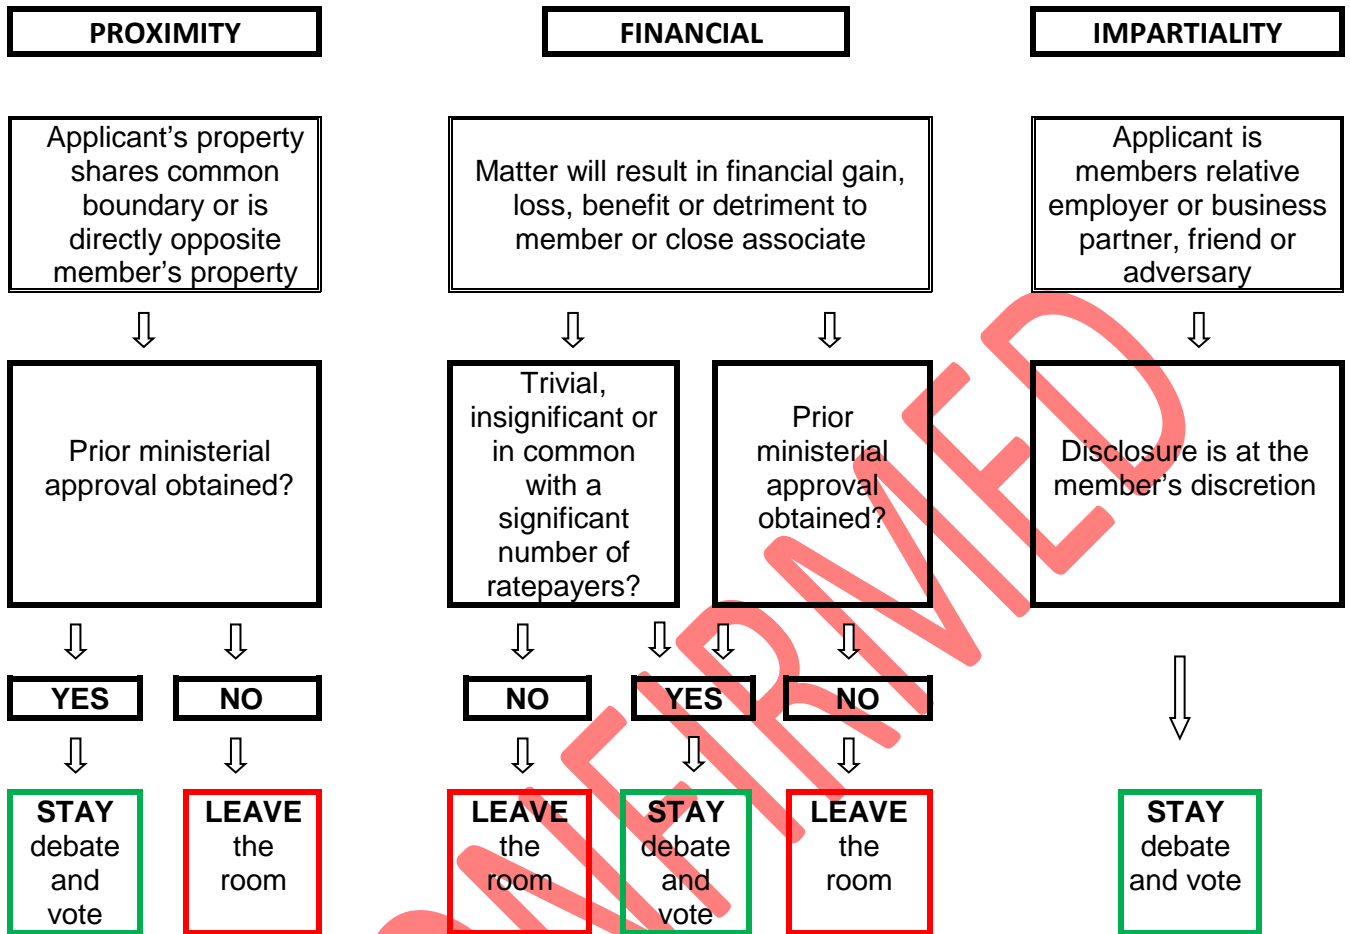 PROXIMITY
FINANCIAL
IMPARTIALITY
Applicant’s property
shares common
boundary or is
directly opposite
member’s property
Matter will result in financial gain,
loss, benefit or detriment to
member or close associate
Applicant is
members relative
employer or business
partner, friend or
adversary
Prior ministerial
approval obtained?
Trivial,
insignificant or
in common
with a
significant
number of
ratepayers?
Prior
ministerial
approval
obtained?
Disclosure is at the
member’s discretion
YES
NO
NO
YES
NO
STAY
debate
and
vote
LEAVE
the
room
LEAVE
the
room
STAY
debate
and
vote
LEAVE
the
room
STAY
debate
and vote
ONFIRMED